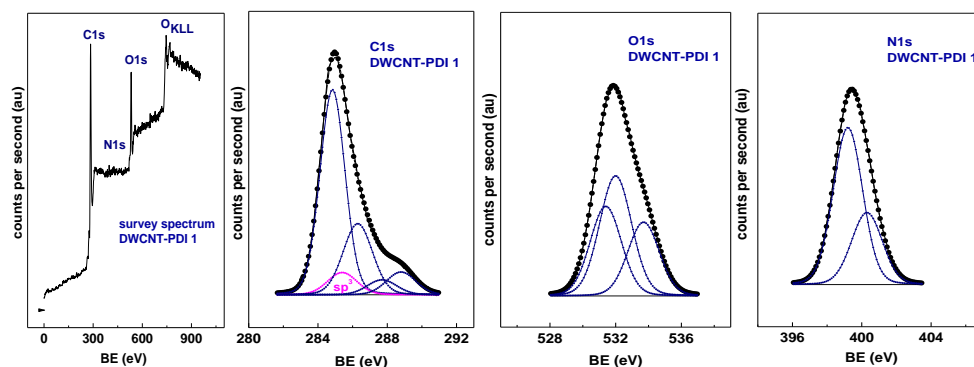 counts per second (au)
C1s
O1s
O KLL
N1s
survey spectrum
DWCNT-PDI 1
0 300 600 900
BE (eV)
counts per second (au)
C1s
DWCNT-PDI 1
sp³
280 284 288 292
BE (eV)
counts per second (au)
O1s
DWCNT-PDI 1
528 532 536
BE (eV)
counts per second (au)
N1s
DWCNT-PDI 1
396 400 404
BE (eV)